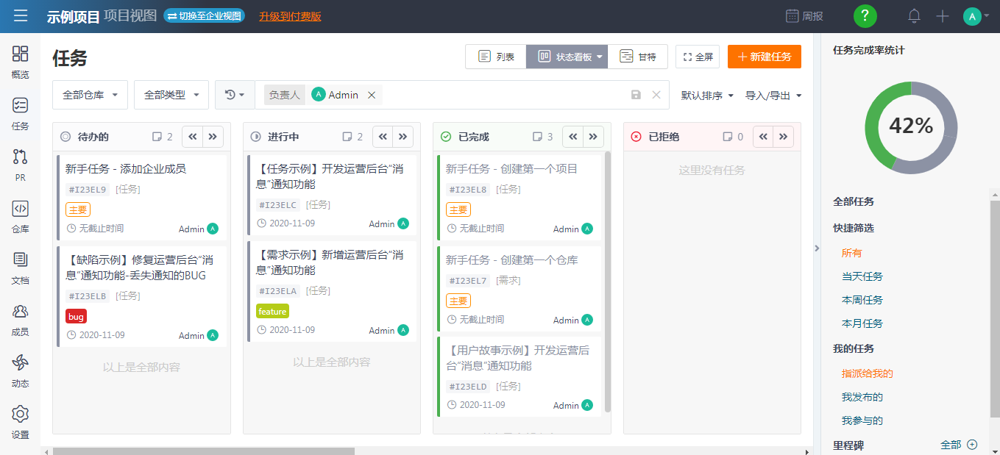 示例项目 项目视图 切换至企业视图 升级到付费版 周报 ? A
概览
任务
PR
仓库
文档
成员
动态
设置
任务 列表 状态看板 甘特 全屏 新建任务
全部仓库 全部类型 负责人 A Admin 默认排序 导入/导出
待办的 2
新手任务 - 添加企业成员
#I23EL9 [任务]
主要
无截止时间 Admin A
【缺陷示例】修复运营后台“消
息”通知功能-丢失通知的BUG
#I23ELB [任务]
bug
2020-11-09 Admin A
以上是全部内容
进行中 2
【任务示例】开发运营后台“消
息”通知功能
#I23ELC [任务]
2020-11-09 Admin A
【需求示例】新增运营后台“消
息”通知功能
#I23ELA [任务]
feature
2020-11-09 Admin A
以上是全部内容
已完成 3
新手任务 - 创建第一个项目
#I23EL8 [任务]
主要
无截止时间 Admin A
新手任务 - 创建第一个仓库
#I23EL7 [需求]
主要
无截止时间 Admin A
【用户故事示例】开发运营后
台“消息”通知功能
#I23ELD [任务]
2020-11-09 Admin A
已拒绝 0
这里没有任务
任务完成率统计
42%
全部任务
快捷筛选
所有
当天任务
本周任务
本月任务
我的任务
指派给我的
我发布的
我参与的
里程碑 全部